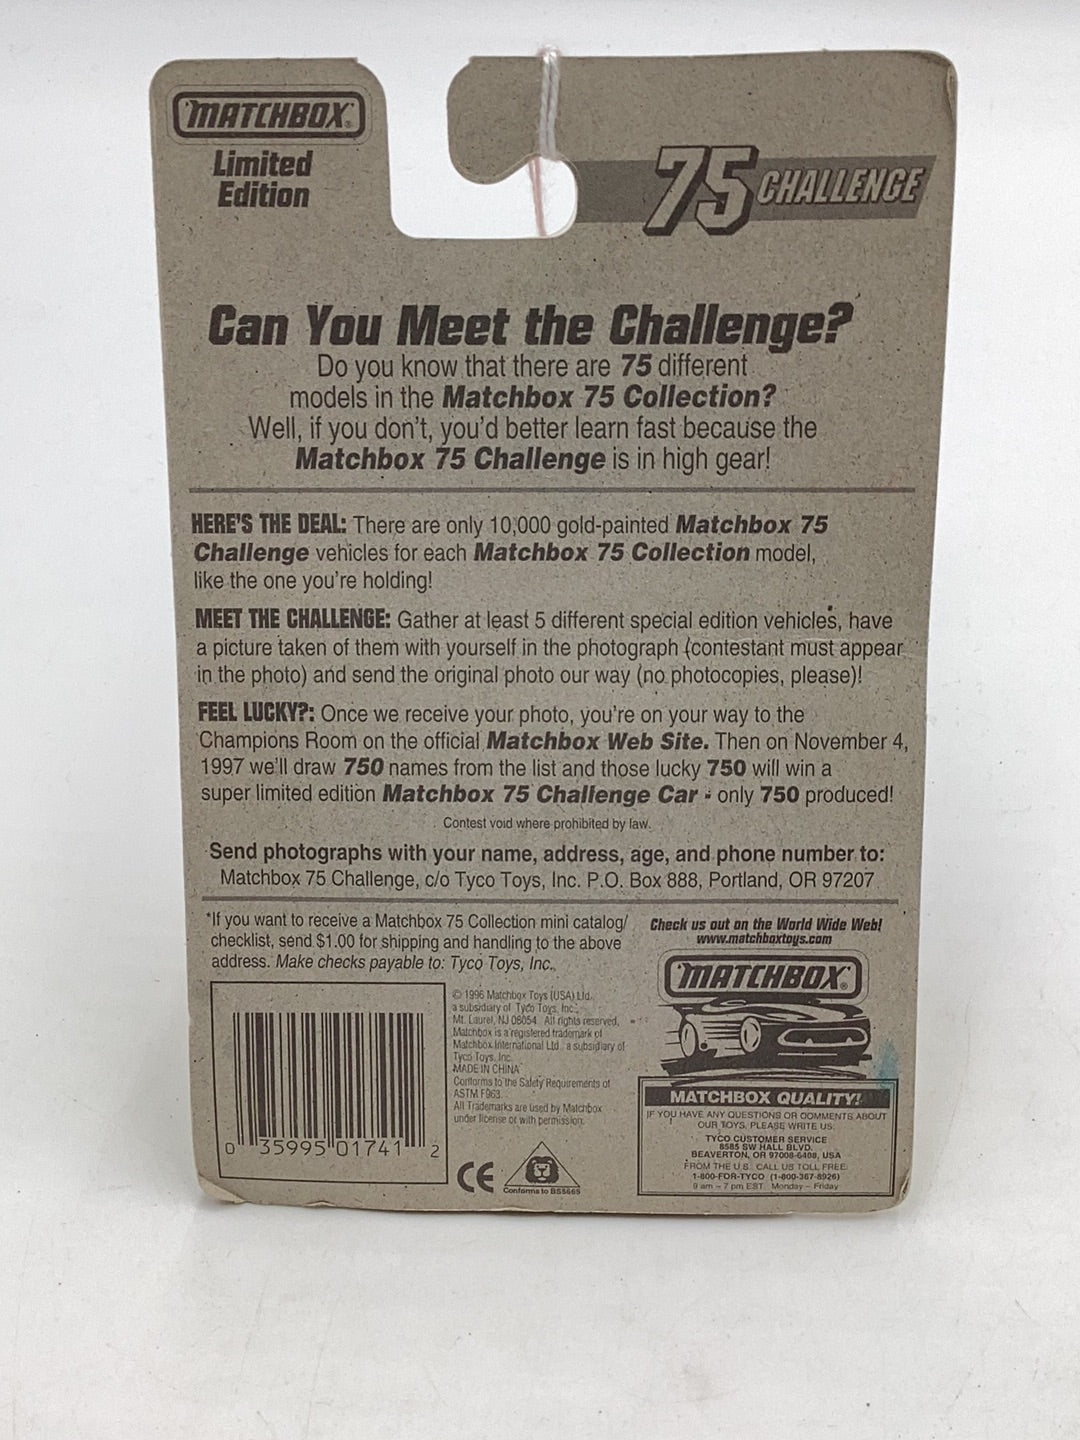 MATCHBOX®
Limited
Edition
75 CHALLENGE
Can You Meet the Challenge?
Do you know that there are 75 different
models in the Matchbox 75 Collection?
Well, if you don't, you'd better learn fast because the
Matchbox 75 Challenge is in high gear!
HERE'S THE DEAL: There are only 10,000 gold-painted Matchbox 75
Challenge vehicles for each Matchbox 75 Collection model,
like the one you're holding!
MEET THE CHALLENGE: Gather at least 5 different special edition vehicles, have
a picture taken of them with yourself in the photograph (contestant must appear
in the photo) and send the original photo our way (no photocopies, please)!
FEEL LUCKY?: Once we receive your photo, you're on your way to the
Champions Room on the official Matchbox Web Site. Then on November 4,
1997 we'll draw 750 names from the list and those lucky 750 will win a
super limited edition Matchbox 75 Challenge Car - only 750 produced!
Contest void where prohibited by law.
Send photographs with your name, address, age, and phone number to:
Matchbox 75 Challenge, c/o Tyco Toys, Inc. P.O. Box 888, Portland, OR 97207
*If you want to receive a Matchbox 75 Collection mini catalog/
checklist, send $1.00 for shipping and handling to the above
address. Make checks payable to: Tyco Toys, Inc.
Check us out on the World Wide Web!
www.matchboxtoys.com
MATCHBOX®
0 35995 01741 2
© 1996 Matchbox Toys (USA) Ltd.
a subsidiary of Tyco Toys, Inc.
Mt. Laurel, NJ 08054 All rights reserved.
Matchbox is a registered trademark of
Matchbox International Ltd. a subsidiary of
Tyco Toys, Inc.
MADE IN CHINA
Conforms to the Safety Requirements of
ASTM F963.
All Trademarks are used by Matchbox
under license or with permission.
CE
Conforms to BS5665
MATCHBOX QUALITY!
IF YOU HAVE ANY QUESTIONS OR COMMENTS ABOUT
OUR TOYS, PLEASE WRITE US:
TYCO CUSTOMER SERVICE
8585 SW HALL BLVD.
BEAVERTON, OR 97008-6408, USA
FROM THE U.S. CALL US TOLL FREE:
1-800-FOR-TYCO (1-800-367-8926)
9 am - 7 pm EST Monday - Friday